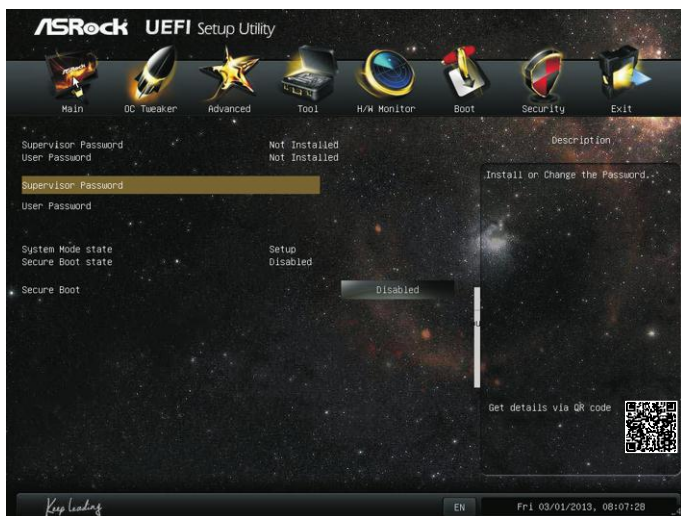 ASRock UEFI Setup Utility
Main OC Tweaker Advanced Tool H/W Monitor Boot Security Exit
Supervisor Password Not Installed
User Password Not Installed
Supervisor Password
User Password
System Mode state Setup
Secure Boot state Disabled
Secure Boot Disabled
Description
Install or Change the Password.
Get details via QR code
Keep Leading
EN
Fri 03/01/2013, 08:07:28